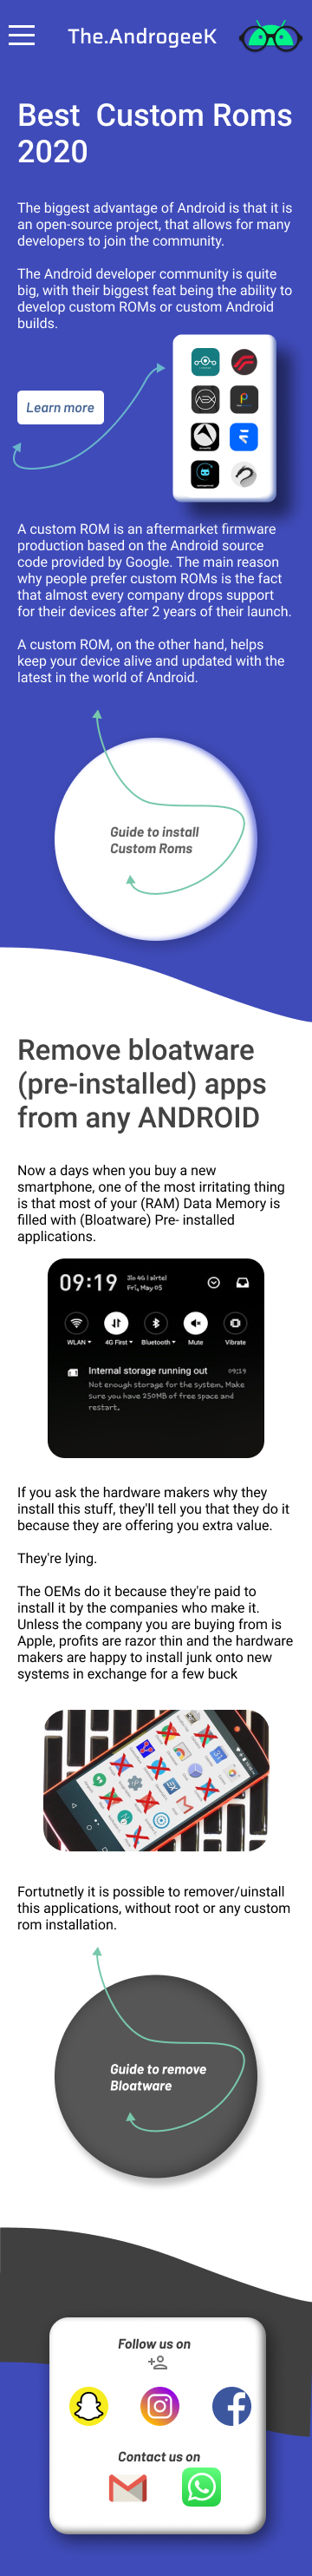 The.AndrogeeK
Best Custom Roms
2020
The biggest advantage of Android is that it is
an open-source project, that allows for many
developers to join the community.
The Android developer community is quite
big, with their biggest feat being the ability to
develop custom ROMs or custom Android
builds.
Learn more
A custom ROM is an aftermarket firmware
production based on the Android source
code provided by Google. The main reason
why people prefer custom ROMs is the fact
that almost every company drops support
for their devices after 2 years of their launch.
A custom ROM, on the other hand, helps
keep your device alive and updated with the
latest in the world of Android.
Guide to install
Custom Roms
Remove bloatware
(pre-installed) apps
from any ANDROID
Now a days when you buy a new
smartphone, one of the most irritating thing
is that most of your (RAM) Data Memory is
filled with (Bloatware) Pre- installed
applications.
09:19
Jio 4G | airtel
Fri, May 05
WLAN
4G First
Bluetooth
Mute
Vibrate
Internal storage running out 09:19
Not enough storage for the system. Make
sure you have 250MB of free space and
restart.
If you ask the hardware makers why they
install this stuff, they'll tell you that they do it
because they are offering you extra value.
They're lying.
The OEMs do it because they're paid to
install it by the companies who make it.
Unless the company you are buying from is
Apple, profits are razor thin and the hardware
makers are happy to install junk onto new
systems in exchange for a few buck
Fortutnetly it is possible to remover/uinstall
this applications, without root or any custom
rom installation.
Guide to remove
Bloatware
Follow us on
Contact us on